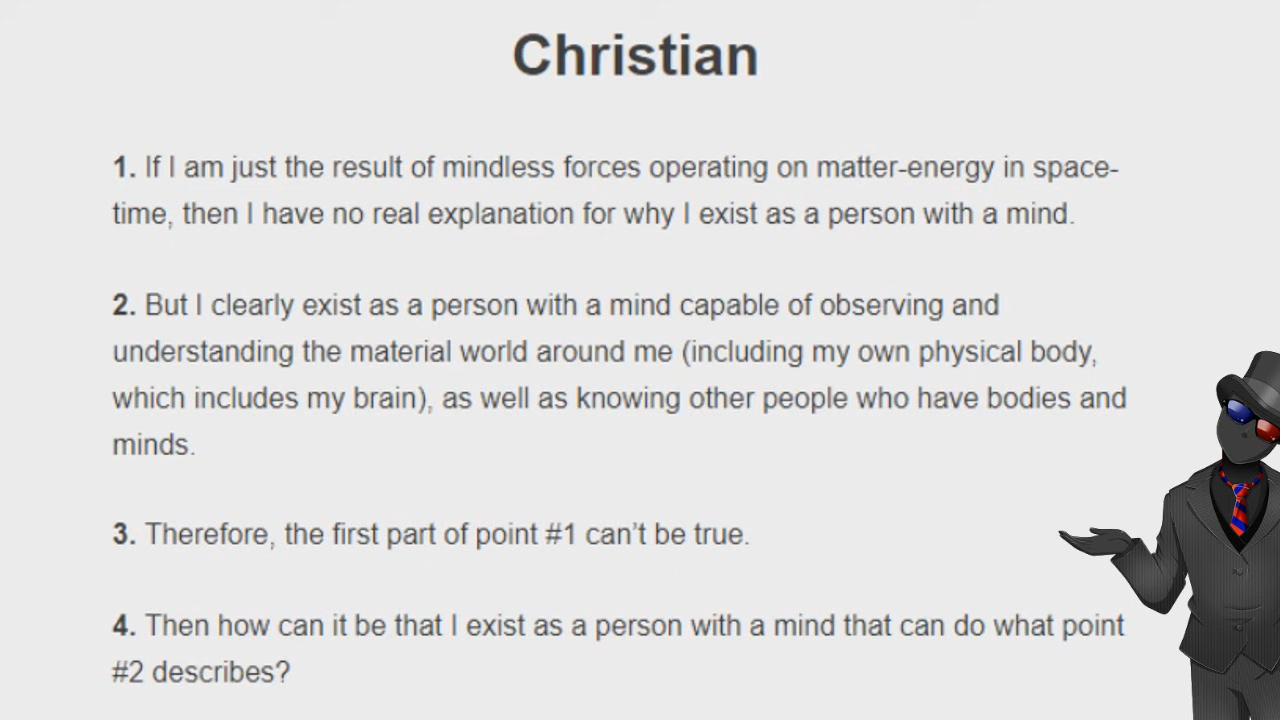 Christian
1. If I am just the result of mindless forces operating on matter-energy in space-
time, then I have no real explanation for why I exist as a person with a mind.
2. But I clearly exist as a person with a mind capable of observing and
understanding the material world around me (including my own physical body,
which includes my brain), as well as knowing other people who have bodies and
minds.
3. Therefore, the first part of point #1 can’t be true.
4. Then how can it be that I exist as a person with a mind that can do what point
#2 describes?